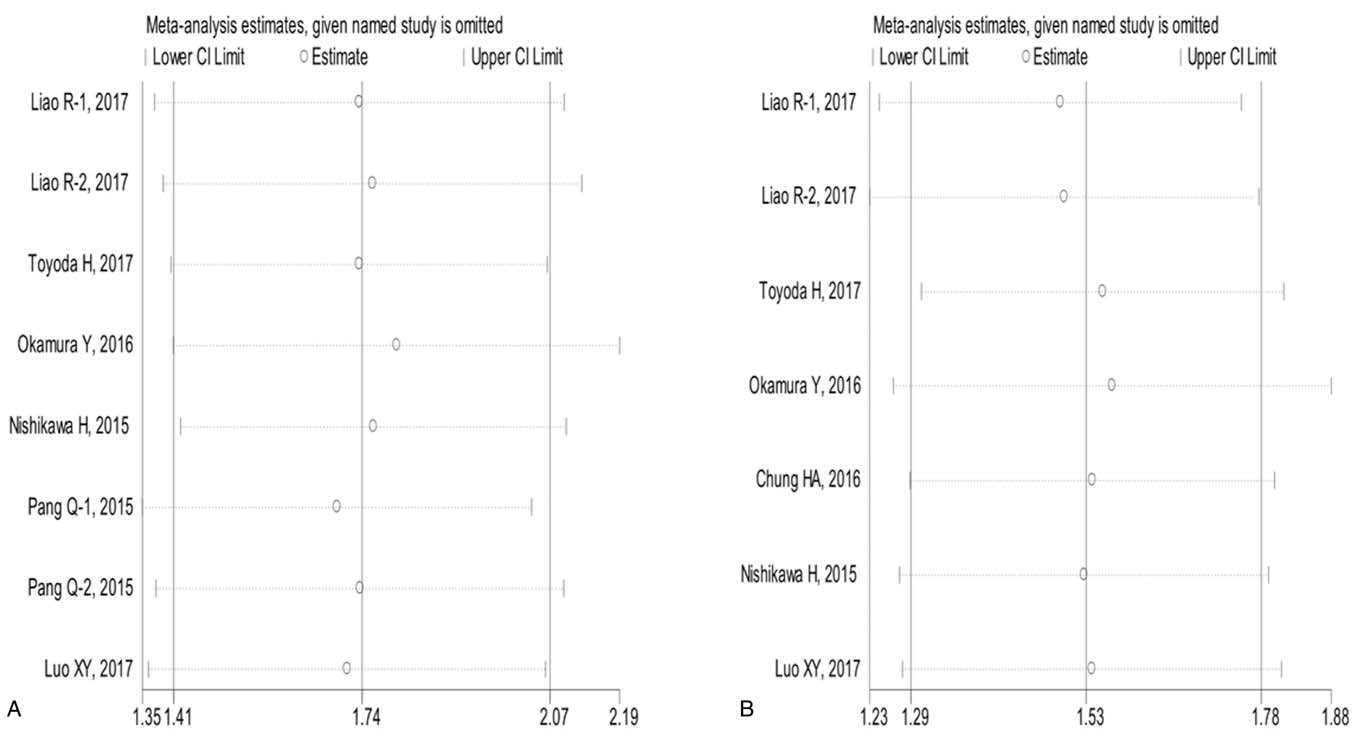 Meta-analysis estimates, given named study is omitted
Lower CI Limit Estimate Upper CI Limit
Liao R-1, 2017
Liao R-2, 2017
Toyoda H, 2017
Okamura Y, 2016
Nishikawa H, 2015
Pang Q-1, 2015
Pang Q-2, 2015
Luo XY, 2017
1.35 1.41 1.74 2.07 2.19
A
Meta-analysis estimates, given named study is omitted
Lower CI Limit Estimate Upper CI Limit
Liao R-1, 2017
Liao R-2, 2017
Toyoda H, 2017
Okamura Y, 2016
Chung HA, 2016
Nishikawa H, 2015
Luo XY, 2017
1.23 1.29 1.53 1.78 1.88
B